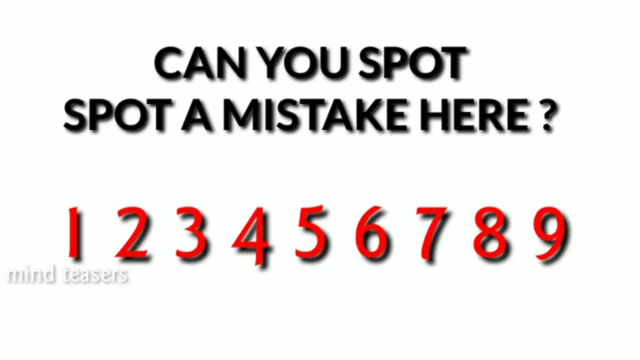 CAN YOU SPOT
SPOT A MISTAKE HERE ?
1 2 3 4 5 6 7 8 9
mind teasers